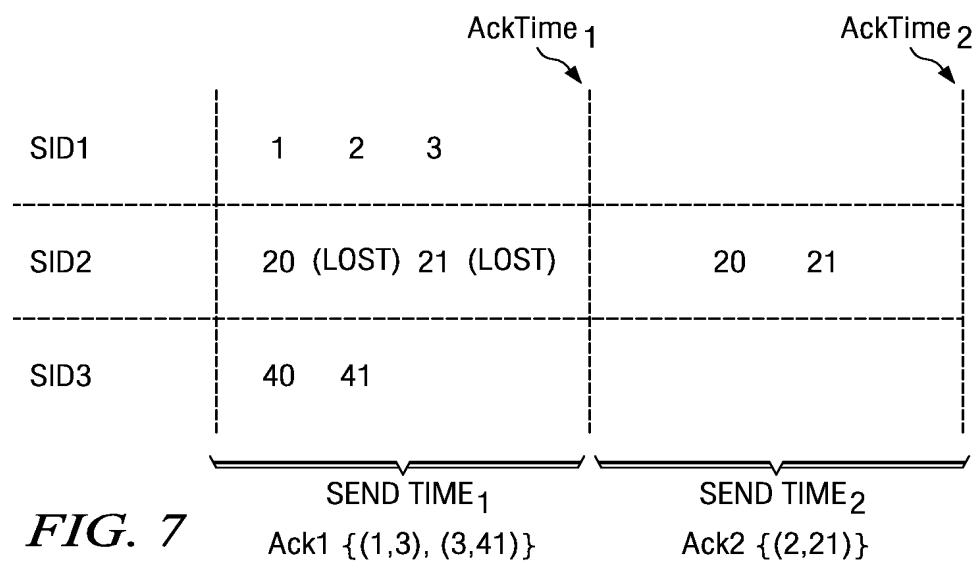 AckTime1 AckTime2
SID1 1 2 3
SID2 20 (LOST) 21 (LOST) 20 21
SID3 40 41
SEND TIME1 SEND TIME2
FIG. 7 Ack1 {(1,3), (3,41)} Ack2 {(2,21)}